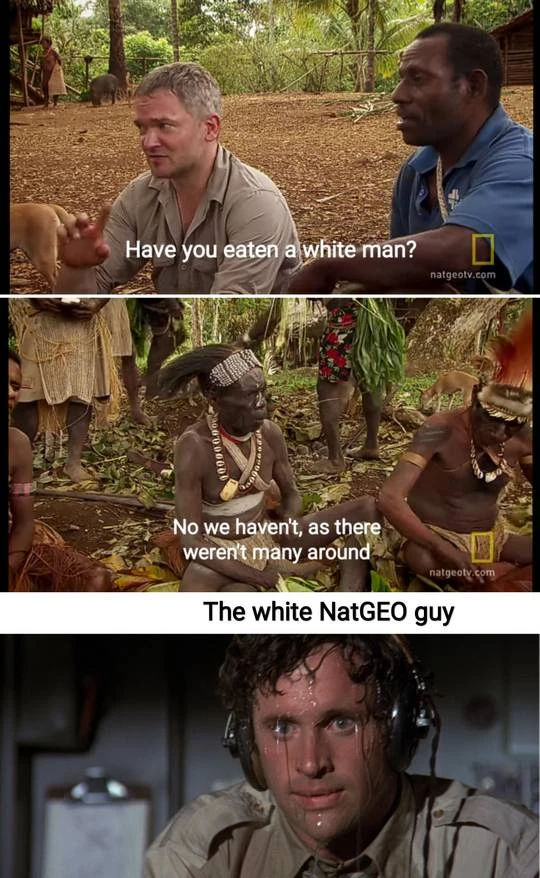 Have you eaten a white man?
natgeotv.com
No we haven't, as there
weren't many around
natgeotv.com
The white NatGEO guy